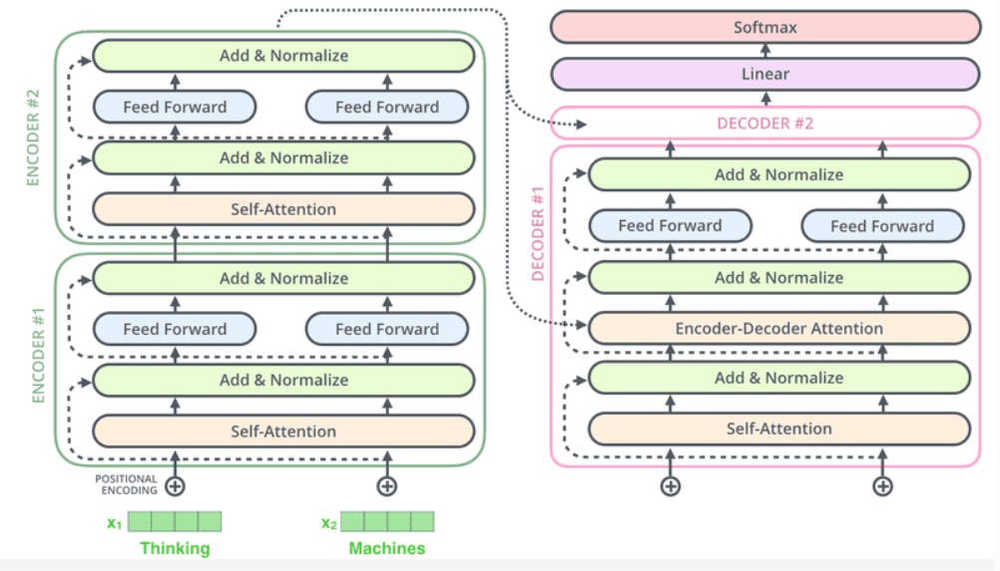 ENCODER #2
Add & Normalize
Feed Forward
Feed Forward
Add & Normalize
Self-Attention
ENCODER #1
Add & Normalize
Feed Forward
Feed Forward
Add & Normalize
Self-Attention
POSITIONAL
ENCODING
x₁
x₂
Thinking
Machines
Softmax
Linear
DECODER #2
DECODER #1
Add & Normalize
Feed Forward
Feed Forward
Add & Normalize
Encoder-Decoder Attention
Add & Normalize
Self-Attention